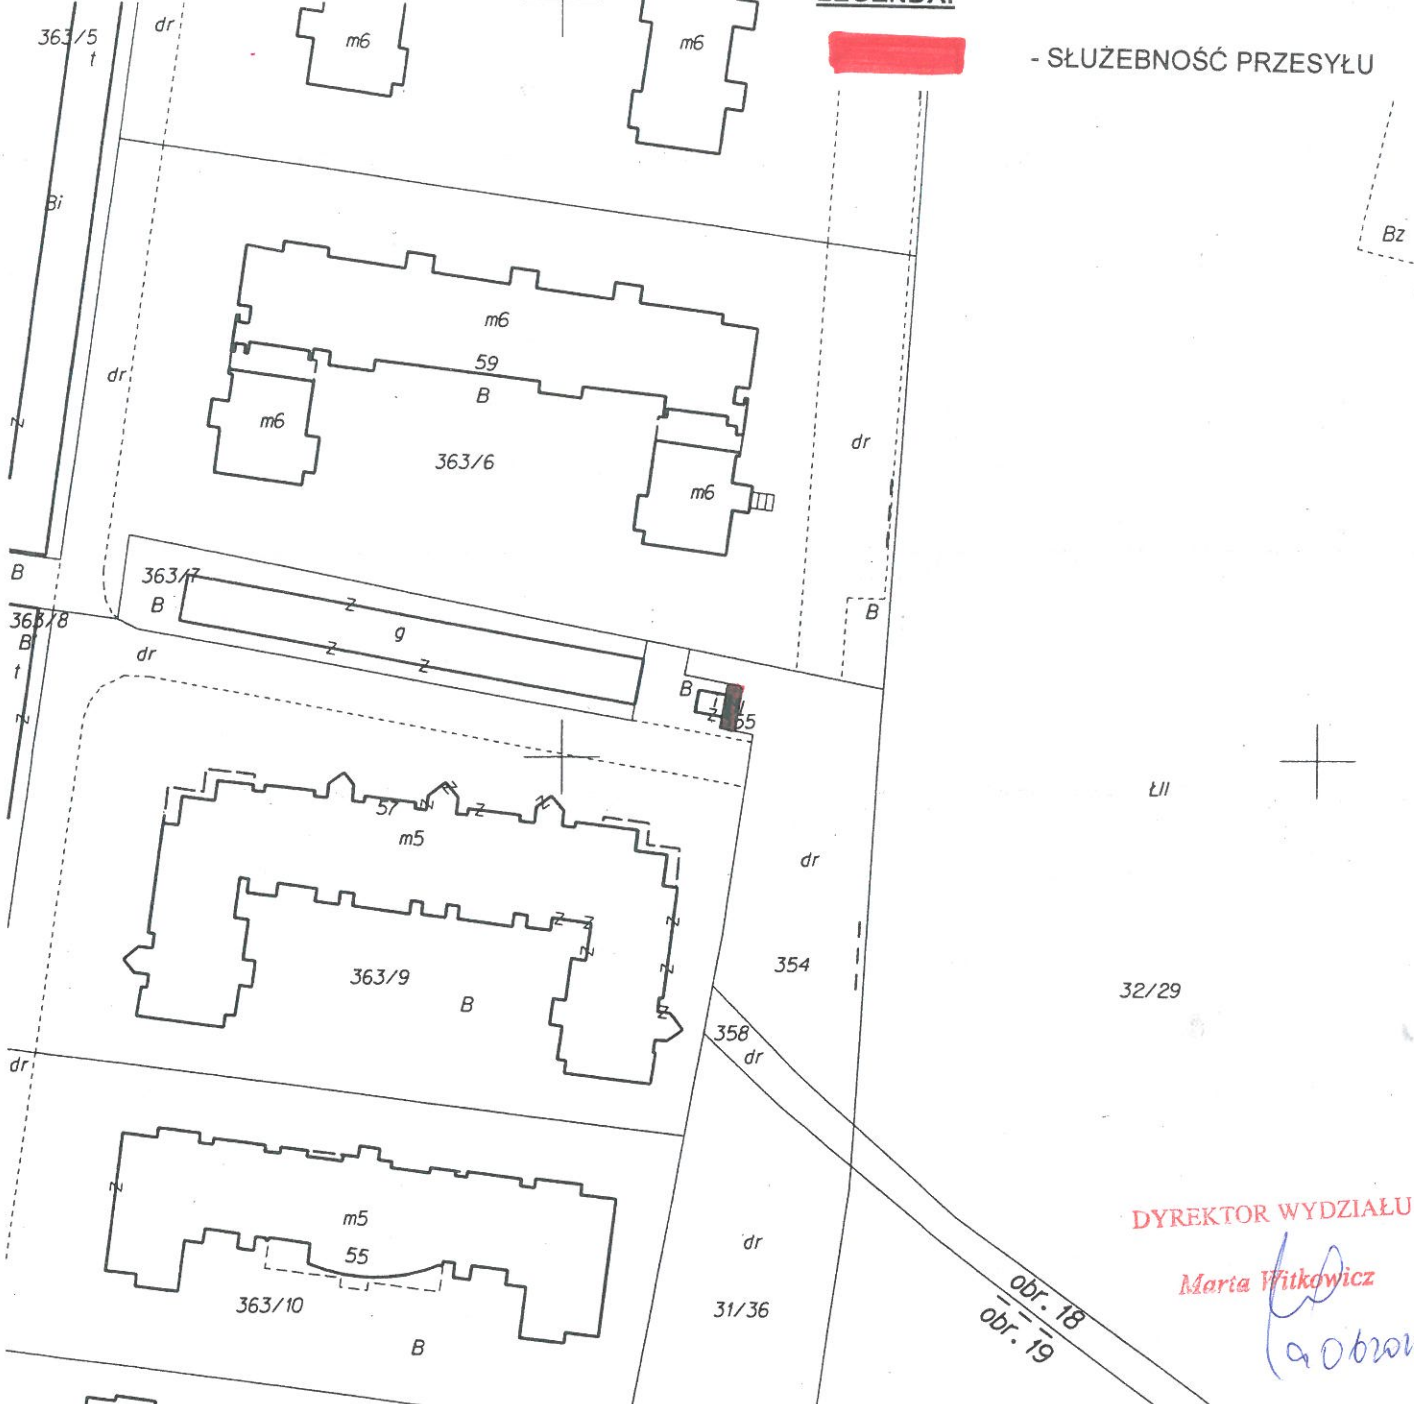 LEGENDA:
- SŁUŻEBNOŚĆ PRZESYŁU
363/5
t
dr
m6
m6
Bi
Bz
m6
59
B
dr
m6
363/6
dr
m6
B
363/7
B
B
363/8
B
t
g
dr
B
57
m5
ŁII
dr
363/9
B
354
32/29
358
dr
dr
m5
55
363/10
B
dr
31/36
obr. 18
obr. 19
DYREKTOR WYDZIAŁU
Marta Witkowicz